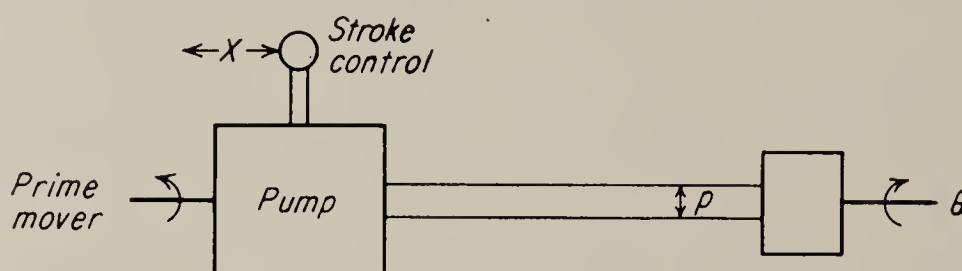 Stroke
control
X
Prime
mover
Pump
p
θ